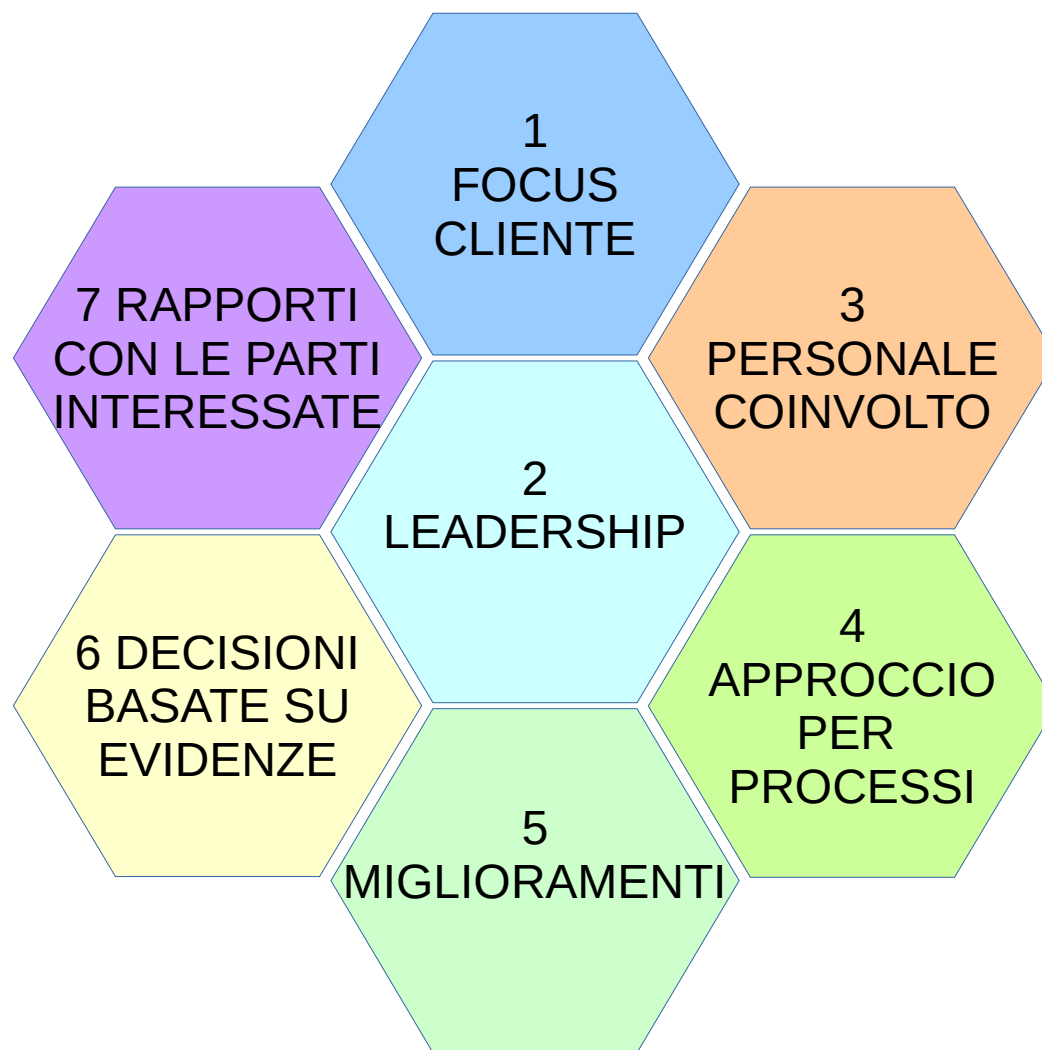 1
FOCUS
CLIENTE
2
LEADERSHIP
3
PERSONALE
COINVOLTO
4
APPROCCIO
PER
PROCESSI
5
MIGLIORAMENTI
6 DECISIONI
BASATE SU
EVIDENZE
7 RAPPORTI
CON LE PARTI
INTERESSATE